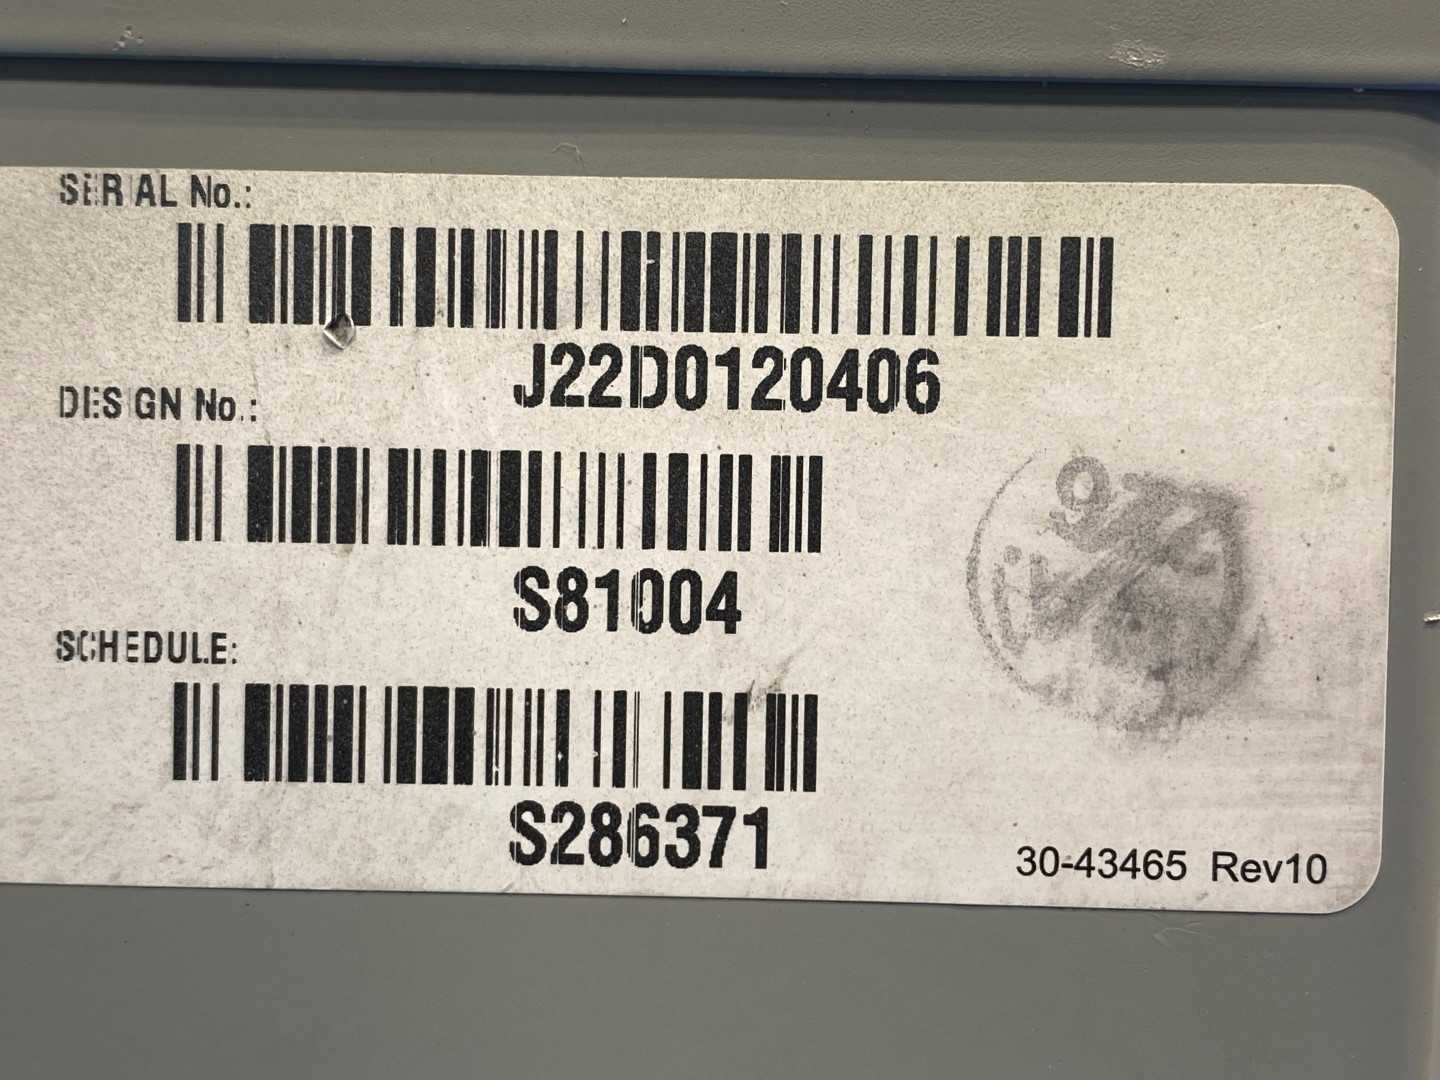 SERIAL No.:
J22D0120406
DESIGN No.:
S81004
SCHEDULE:
S286371
30-43465 Rev10